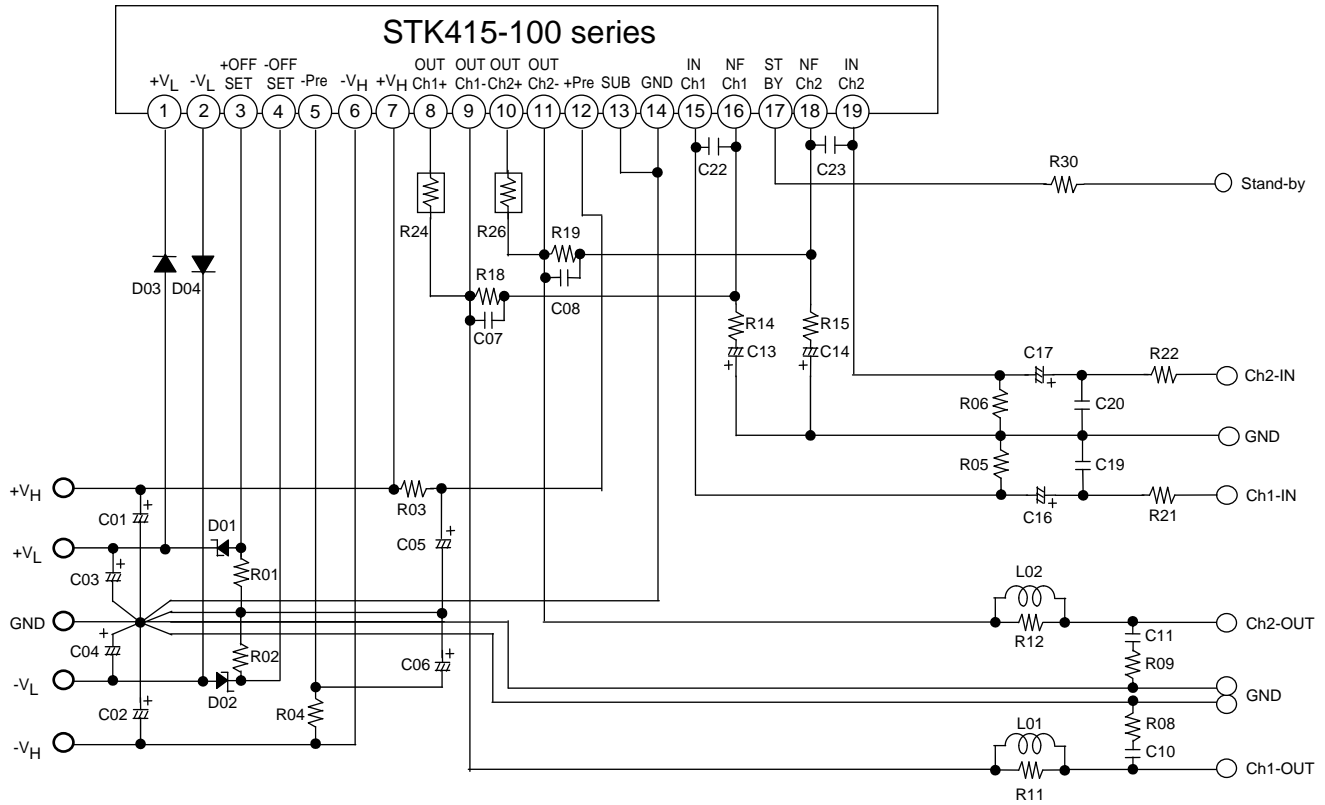 STK415-100 series
+VL
-VL
+OFF SET
-OFF SET
-Pre
-VH
+VH
OUT Ch1+
OUT Ch1-
OUT Ch2+
OUT Ch2-
+Pre
SUB
GND
IN Ch1
NF Ch1
ST BY
NF Ch2
IN Ch2
1 2 3 4 5 6 7 8 9 10 11 12 13 14 15 16 17 18 19
C22
C23
R30
Stand-by
R24
R26
R19
C08
D03
D04
R18
C07
R14
C13
R15
C14
C17
R22
Ch2-IN
R06
C20
GND
R05
C19
C16
R21
Ch1-IN
+VH
C01
R03
D01
+VL
C03
R01
C05
GND
C04
R02
C06
-VL
D02
C02
R04
-VH
L02
R12
Ch2-OUT
C11
R09
GND
L01
R08
C10
R11
Ch1-OUT
+
+
+
+
+
+
+
+
+
+